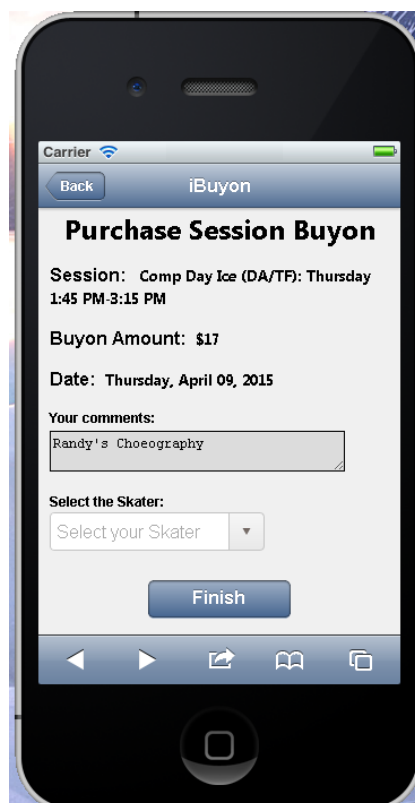 Carrier
Back
iBuyon
Purchase Session Buyon
Session: Comp Day Ice (DA/TF): Thursday
1:45 PM-3:15 PM
Buyon Amount: $17
Date: Thursday, April 09, 2015
Your comments:
Randy's Choeography
Select the Skater:
Select your Skater
Finish